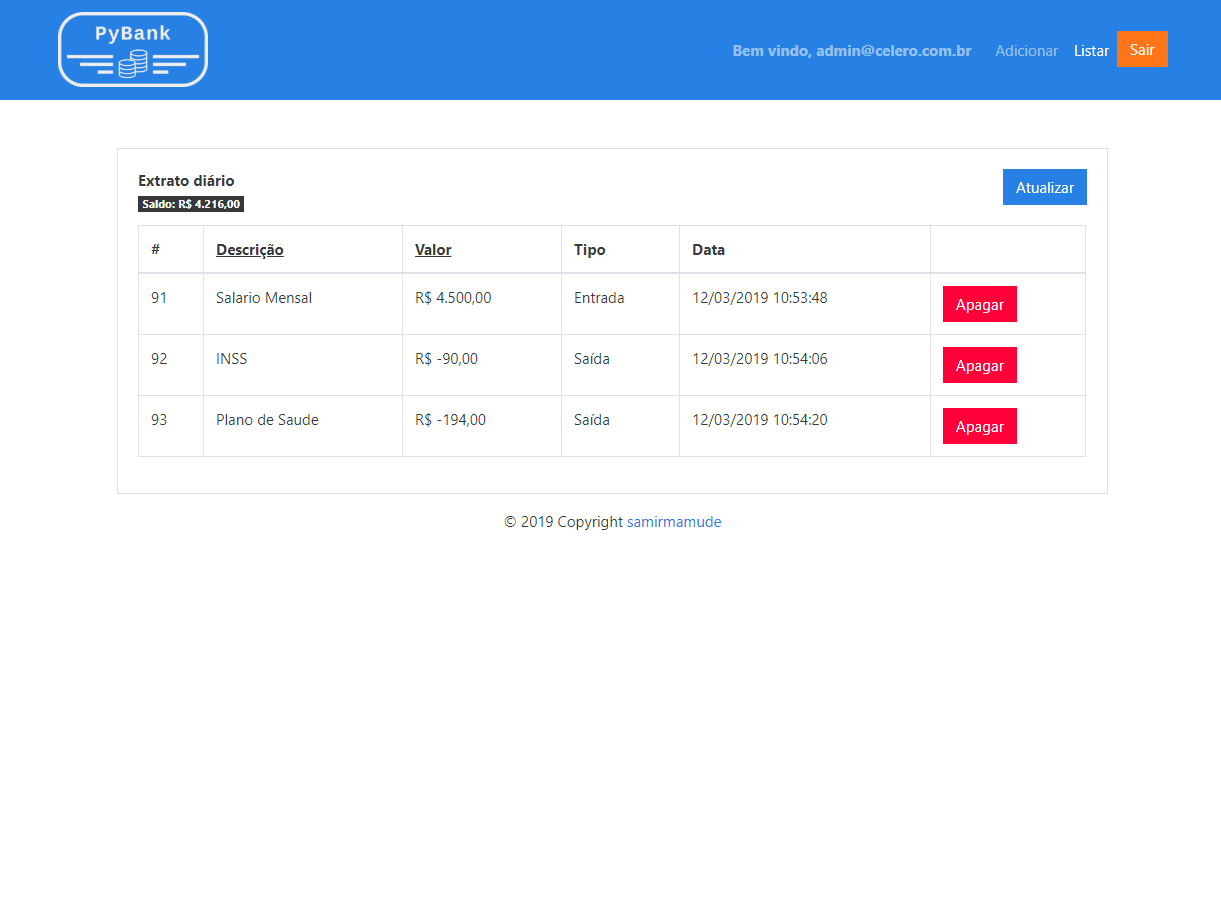 PyBank
Bem vindo, admin@celero.com.br Adicionar Listar Sair
Extrato diário
Atualizar
Saldo: R$ 4.216,00
# Descrição Valor Tipo Data
91 Salario Mensal R$ 4.500,00 Entrada 12/03/2019 10:53:48 Apagar
92 INSS R$ -90,00 Saída 12/03/2019 10:54:06 Apagar
93 Plano de Saude R$ -194,00 Saída 12/03/2019 10:54:20 Apagar
© 2019 Copyright samirmamude